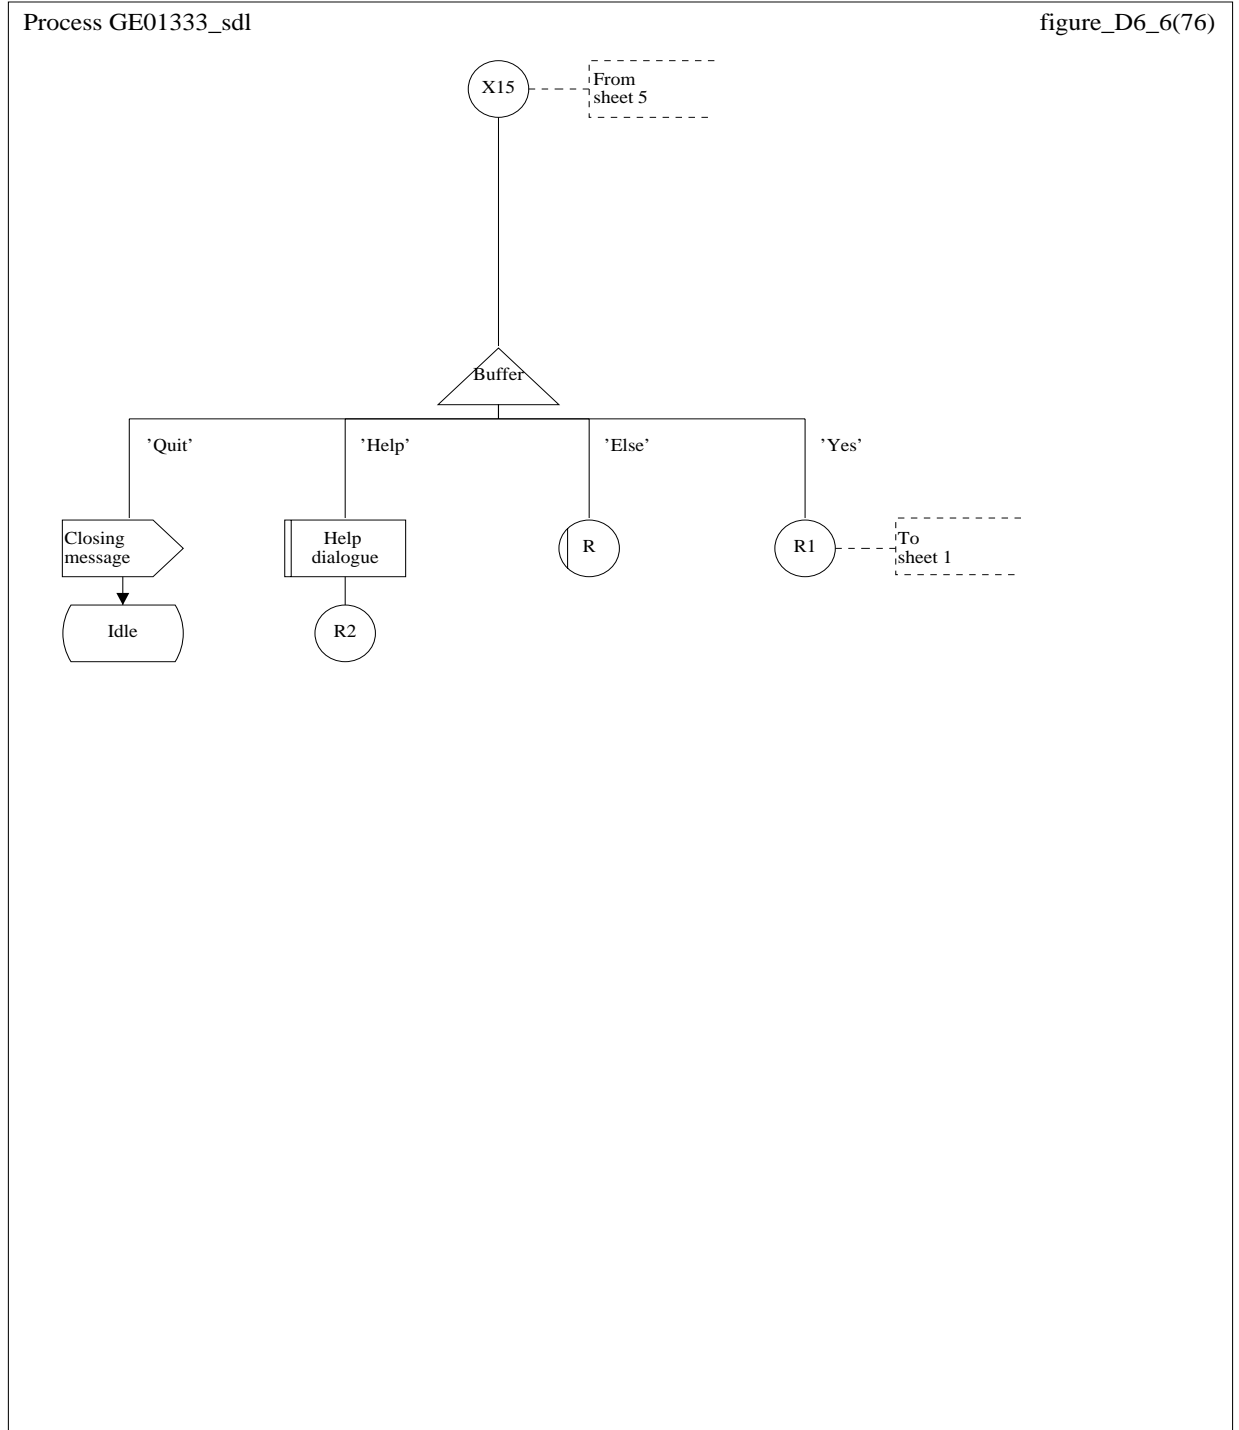 Process GE01333_sdl
figure_D6_6(76)
X15
From
sheet 5
Buffer
’Quit’
’Help’
’Else’
’Yes’
Closing
message
Help
dialogue
R
R1
To
sheet 1
Idle
R2